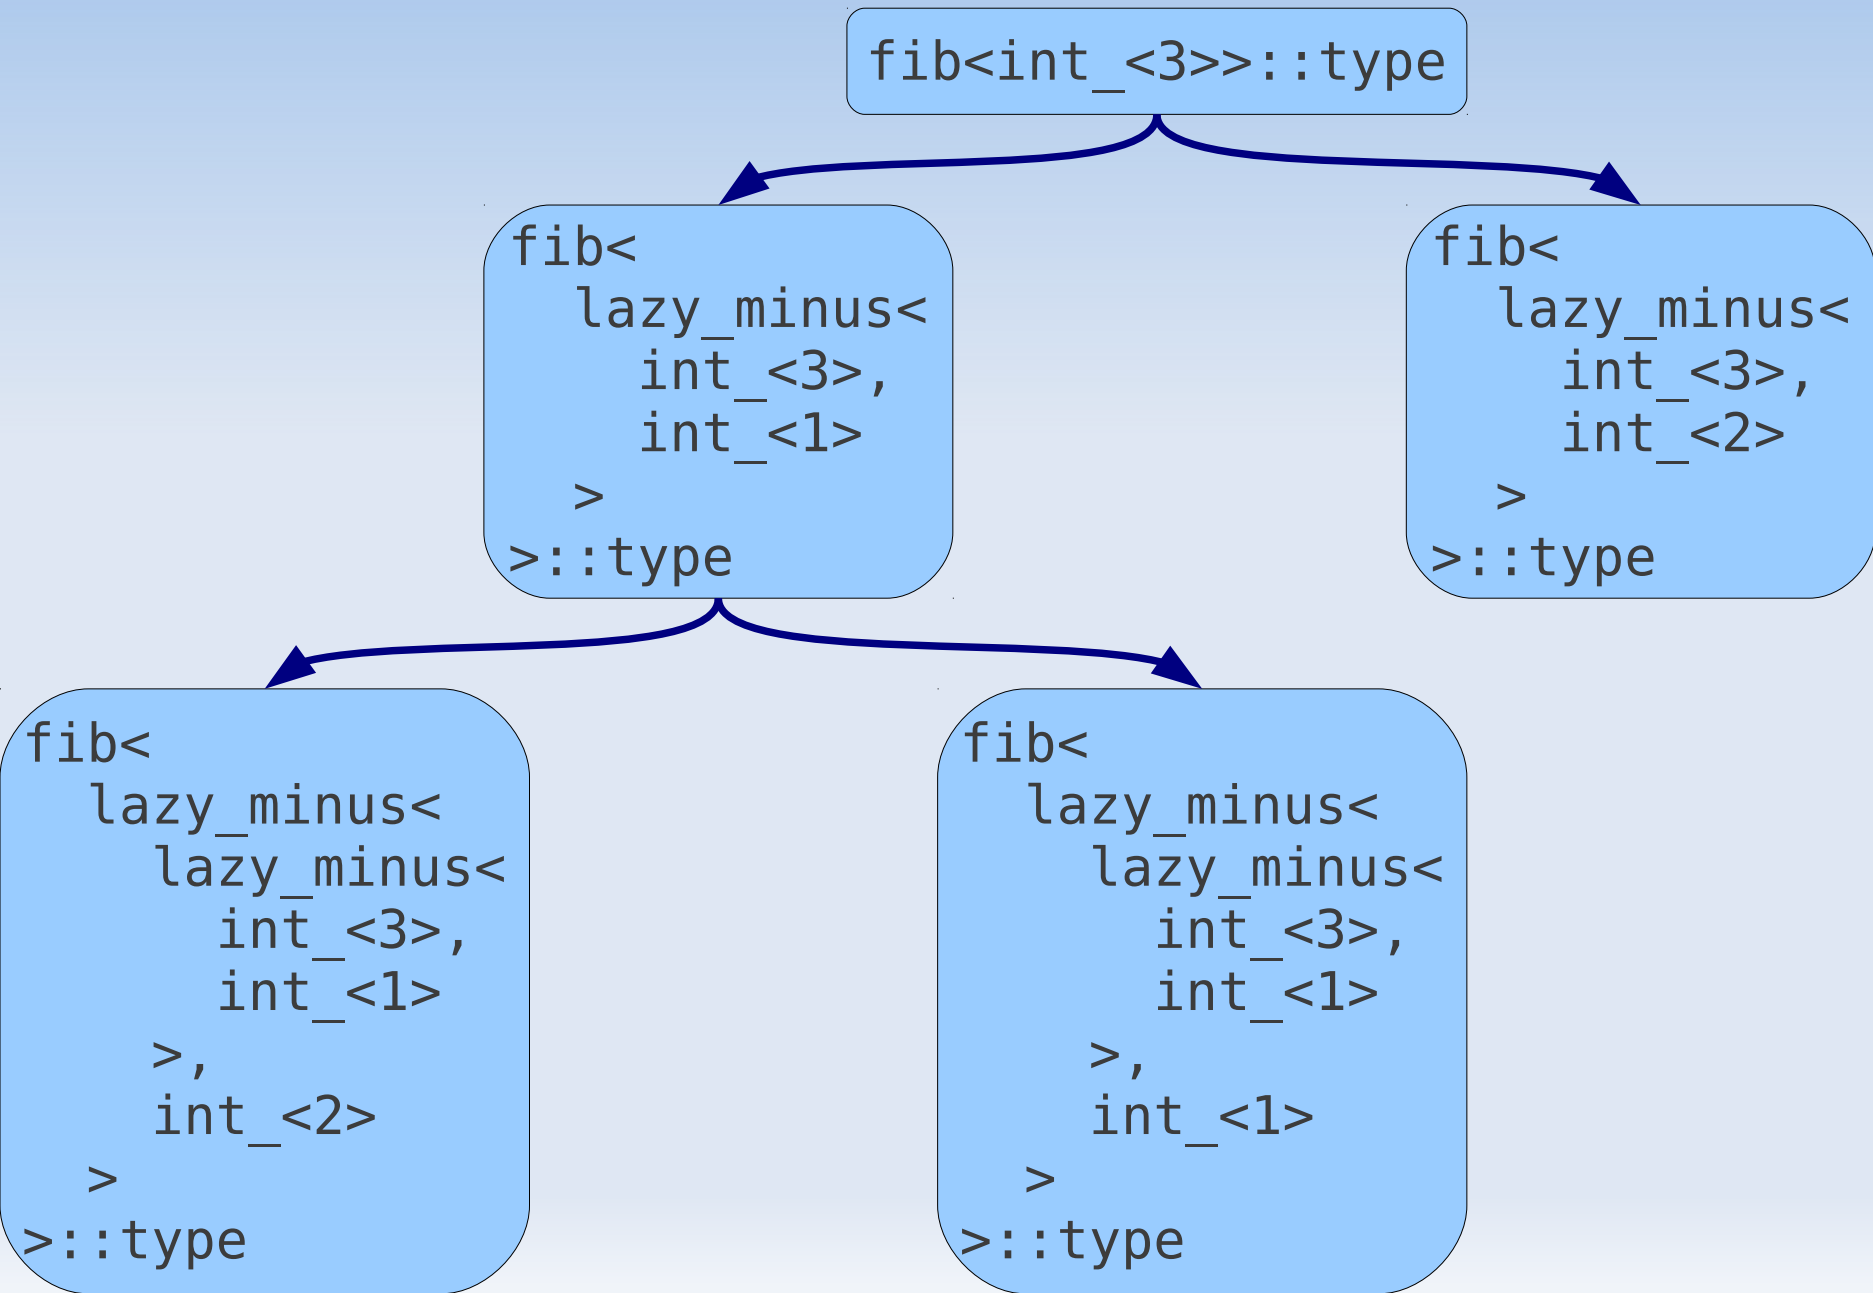 fib<int_<3>>::type
fib<
  lazy_minus<
    int_<3>,
    int_<1>
  >
>::type
fib<
  lazy_minus<
    int_<3>,
    int_<2>
  >
>::type
fib<
  lazy_minus<
    lazy_minus<
      int_<3>,
      int_<1>
    >,
    int_<2>
  >
>::type
fib<
  lazy_minus<
    lazy_minus<
      int_<3>,
      int_<1>
    >,
    int_<1>
  >
>::type